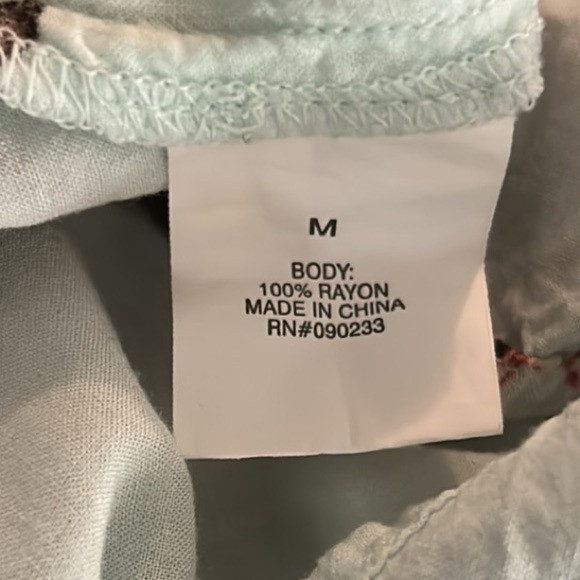 M
BODY:
100% RAYON
MADE IN CHINA
RN#090233